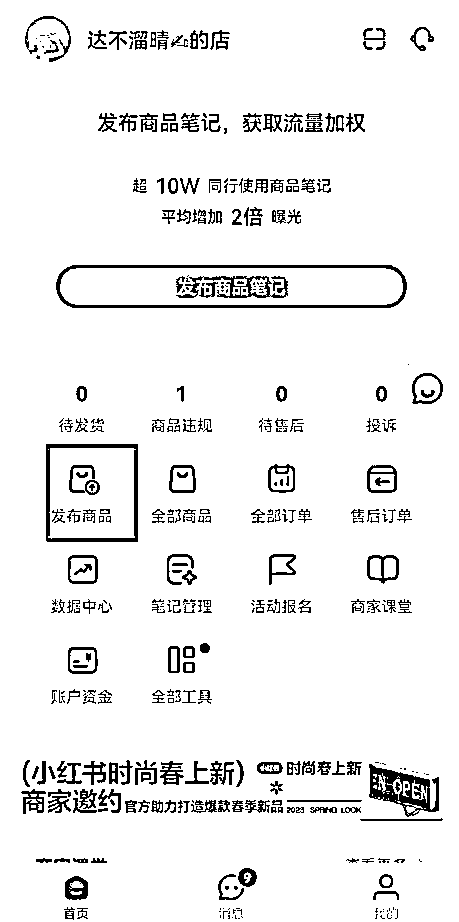 达不溜晴✍的店
发布商品笔记，获取流量加权
超 10W 同行使用商品笔记
平均增加 2倍 曝光
发布商品笔记
0 1 0 0
待发货 商品违规 待售后 投诉
发布商品 全部商品 全部订单 售后订单
数据中心 笔记管理 活动报名 商家课堂
账户资金 全部工具
(小红书时尚春上新) 时尚春上新
商家邀约 官方助力打造爆款春季新品 2023 SPRING LOOK
OPEN
首页 消息 我的